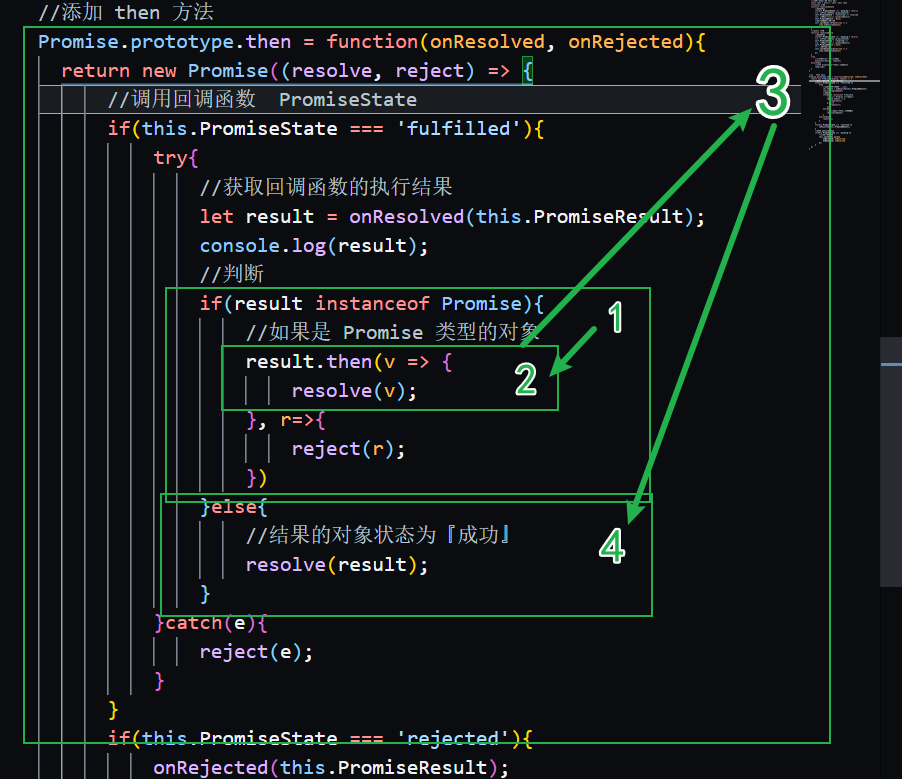 //添加 then 方法
Promise.prototype.then = function(onResolved, onRejected){
return new Promise((resolve, reject) => {
//调用回调函数 PromiseState
3
if(this.PromiseState === 'fulfilled'){
try{
//获取回调函数的执行结果
let result = onResolved(this.PromiseResult);
console.log(result);
//判断
if(result instanceof Promise){
1
//如果是 Promise 类型的对象
result.then(v => {
2
resolve(v);
}, r=>{
reject(r);
})
}else{
//结果的对象状态为『成功』
4
resolve(result);
}
}catch(e){
reject(e);
}
}
if(this.PromiseState === 'rejected'){
onRejected(this.PromiseResult);